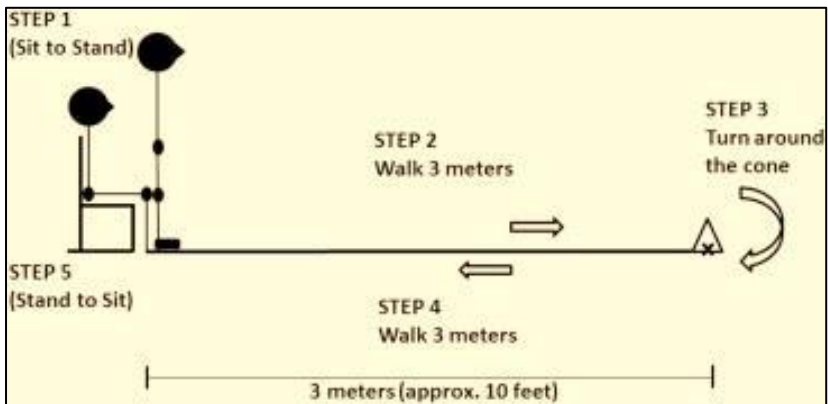 STEP 1
(Sit to Stand)
STEP 2
Walk 3 meters
STEP 3
Turn around
the cone
STEP 5
(Stand to Sit)
STEP 4
Walk 3 meters
3 meters (approx. 10 feet)